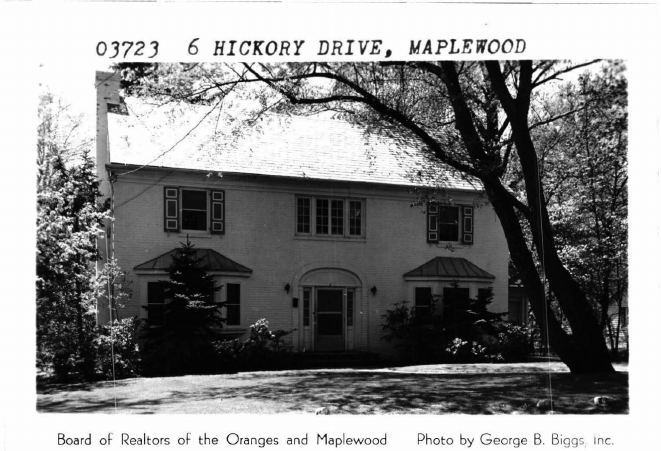 03723 6 HICKORY DRIVE, MAPLEWOOD
Board of Realtors of the Oranges and Maplewood Photo by George B. Biggs, Inc.